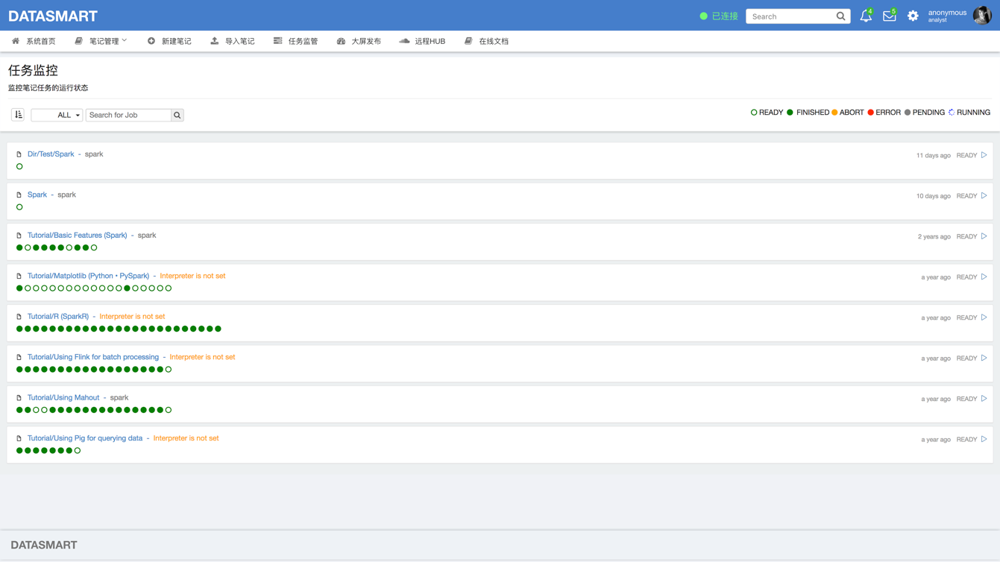 DATASMART
已连接
Search
4
5
anonymous
analyst
系统首页
笔记管理
新建笔记
导入笔记
任务监管
大屏发布
远程HUB
在线文档
任务监控
监控笔记任务的运行状态
ALL
Search for Job
READY FINISHED ABORT ERROR PENDING RUNNING
Dir/Test/Spark - spark
11 days ago READY
Spark - spark
10 days ago READY
Tutorial/Basic Features (Spark) - spark
2 years ago READY
Tutorial/Matplotlib (Python • PySpark) - Interpreter is not set
a year ago READY
Tutorial/R (SparkR) - Interpreter is not set
a year ago READY
Tutorial/Using Flink for batch processing - Interpreter is not set
a year ago READY
Tutorial/Using Mahout - spark
a year ago READY
Tutorial/Using Pig for querying data - Interpreter is not set
a year ago READY
DATASMART